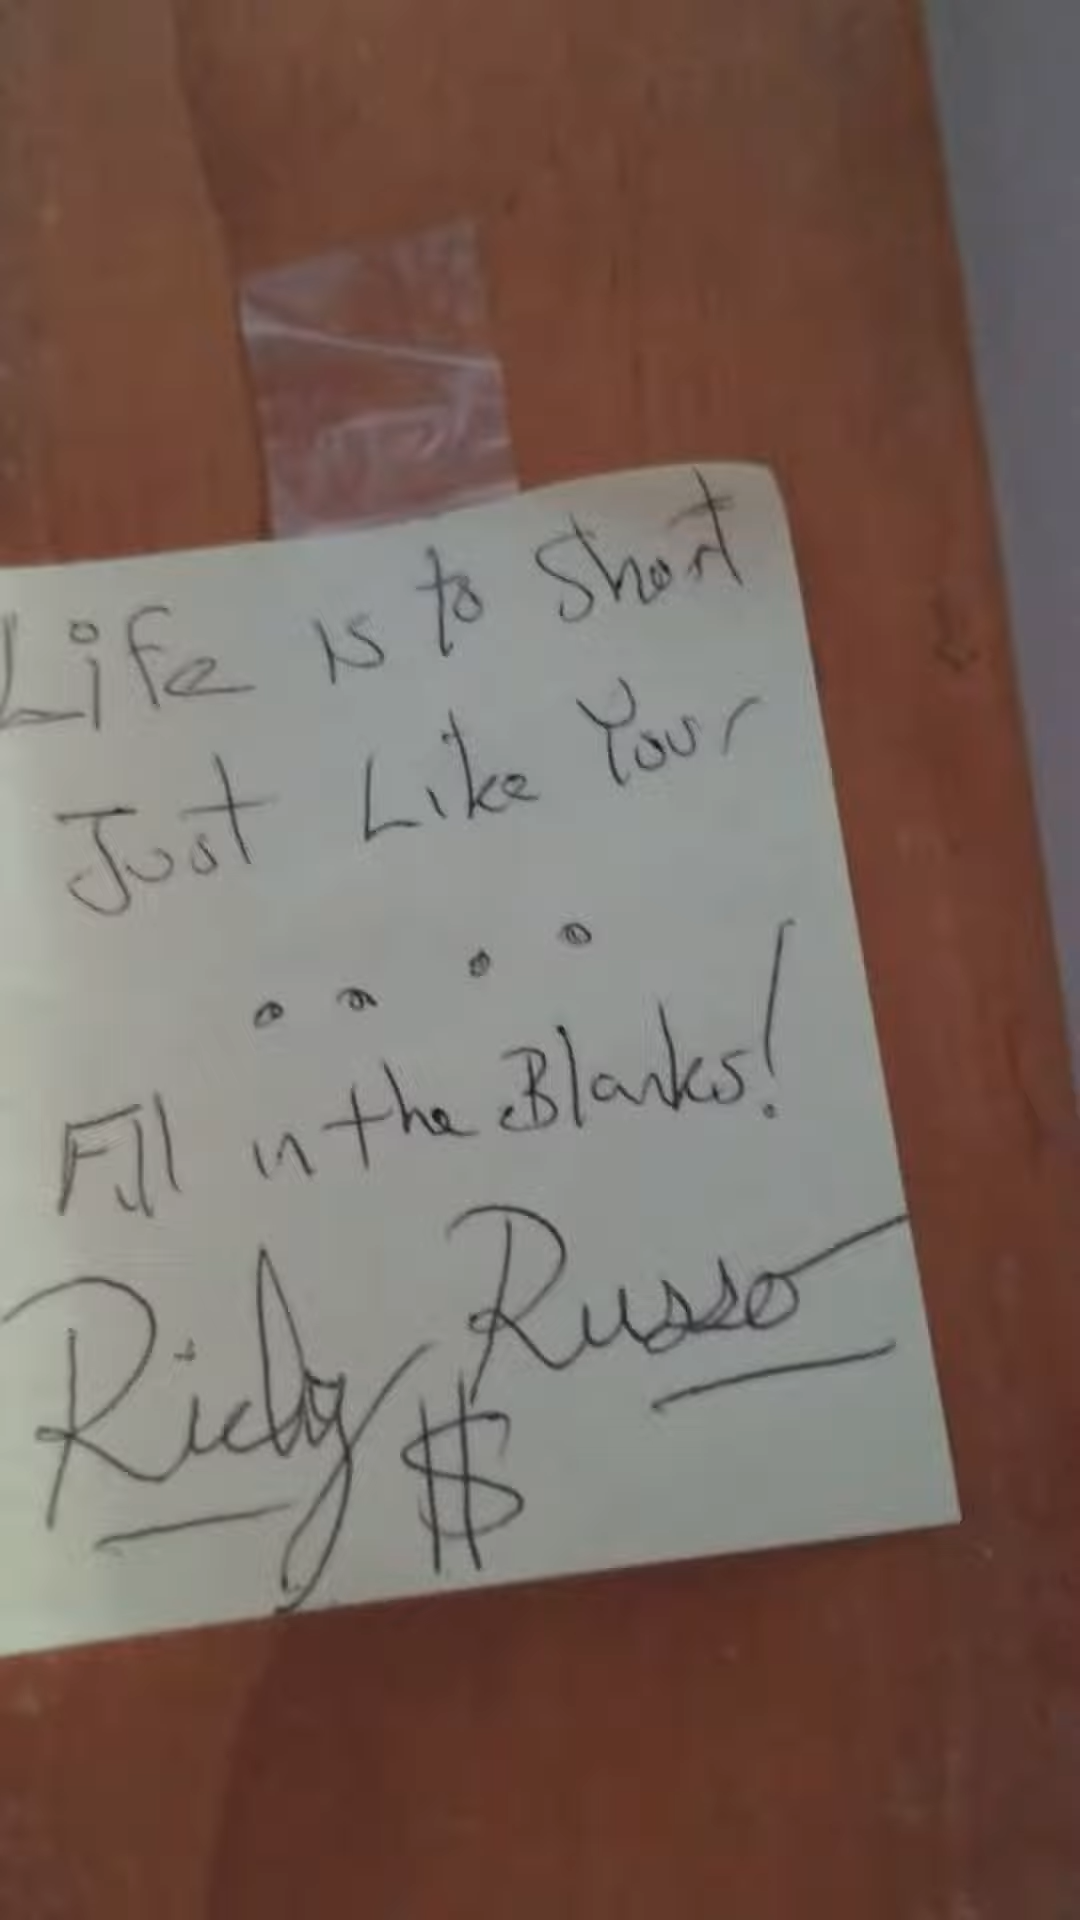 Life is to Short
Just Like Your
. . . .
Fill in the Blanks!
Ricky Russo
$